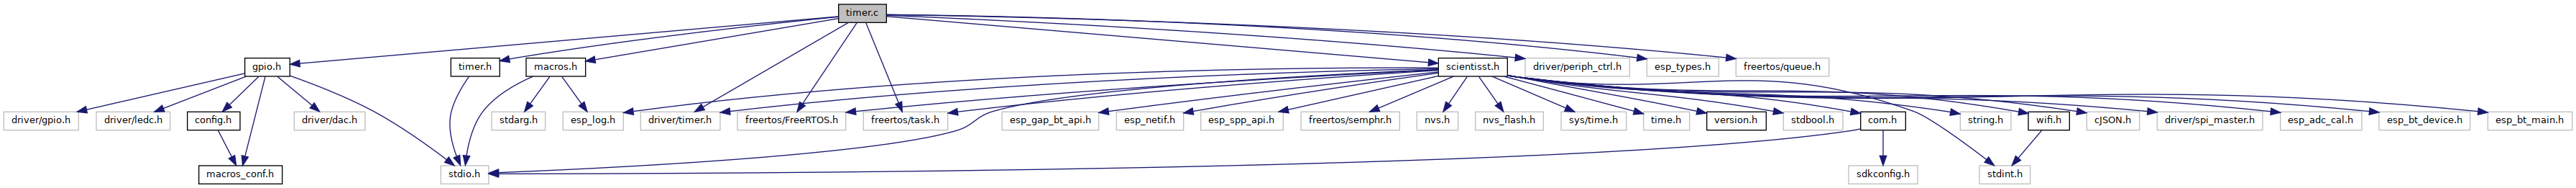 timer.c
gpio.h
timer.h
macros.h
scientisst.h
driver/periph_ctrl.h
esp_types.h
freertos/queue.h
driver/gpio.h
driver/ledc.h
config.h
driver/dac.h
stdarg.h
esp_log.h
driver/timer.h
freertos/FreeRTOS.h
freertos/task.h
esp_gap_bt_api.h
esp_netif.h
esp_spp_api.h
freertos/semphr.h
nvs.h
nvs_flash.h
sys/time.h
time.h
version.h
stdbool.h
com.h
string.h
wifi.h
cJSON.h
driver/spi_master.h
esp_adc_cal.h
esp_bt_device.h
esp_bt_main.h
macros_conf.h
stdio.h
sdkconfig.h
stdint.h